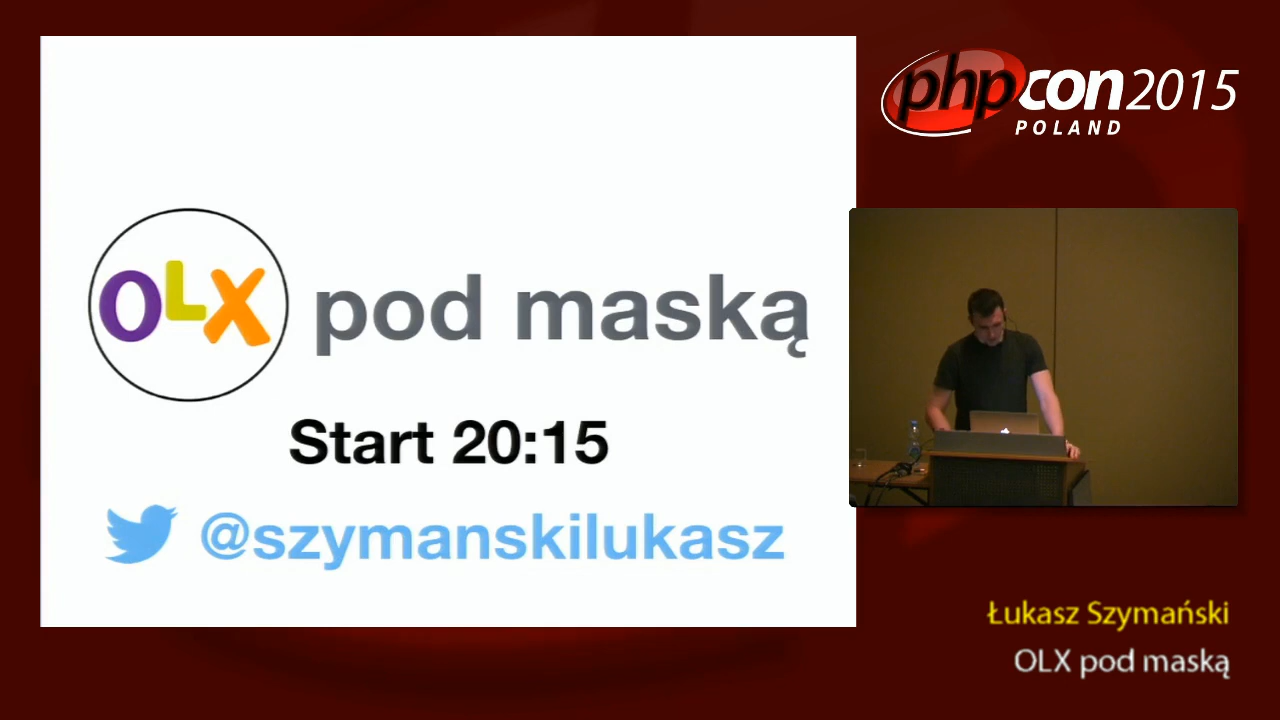 OLX pod maską
Start 20:15
@szymanskilukasz
phpcon2015
POLAND
Łukasz Szymański
OLX pod maską